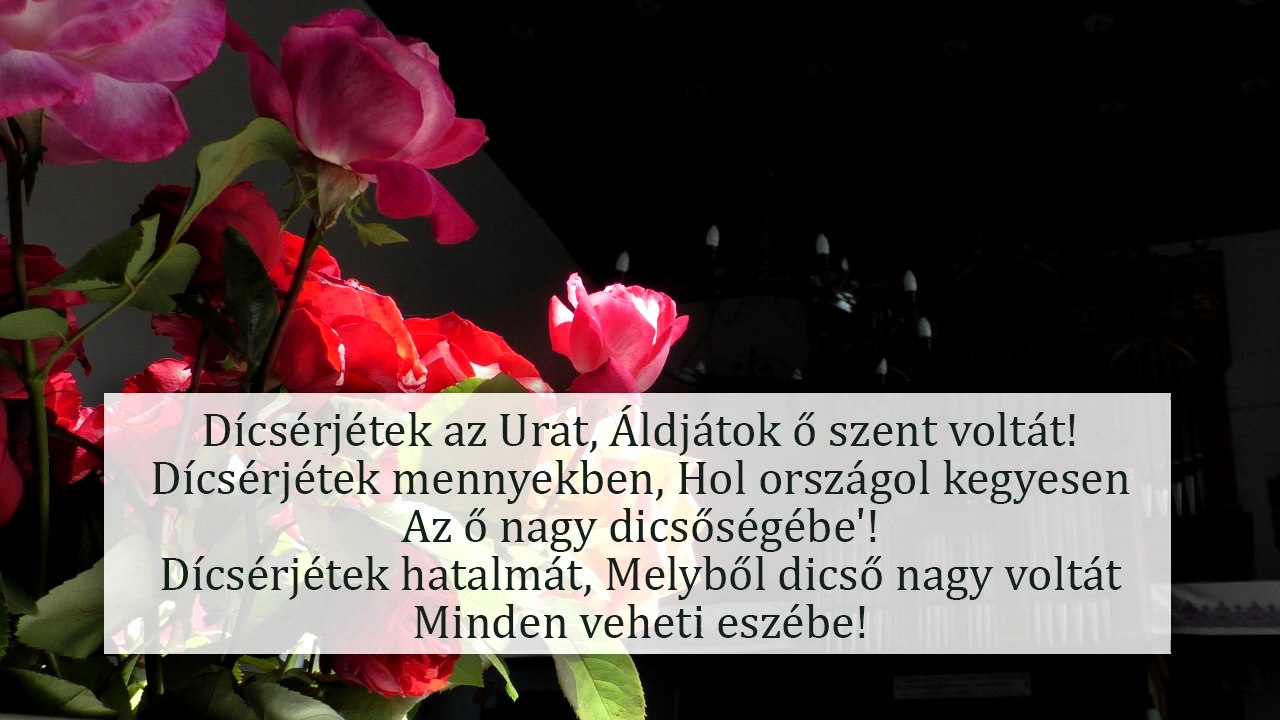 Dícsérjétek az Urat, Áldjátok ő szent voltát!
Dícsérjétek mennyekben, Hol országol kegyesen
Az ő nagy dicsőségébe'!
Dícsérjétek hatalmát, Melyből dicső nagy voltát
Minden veheti eszébe!